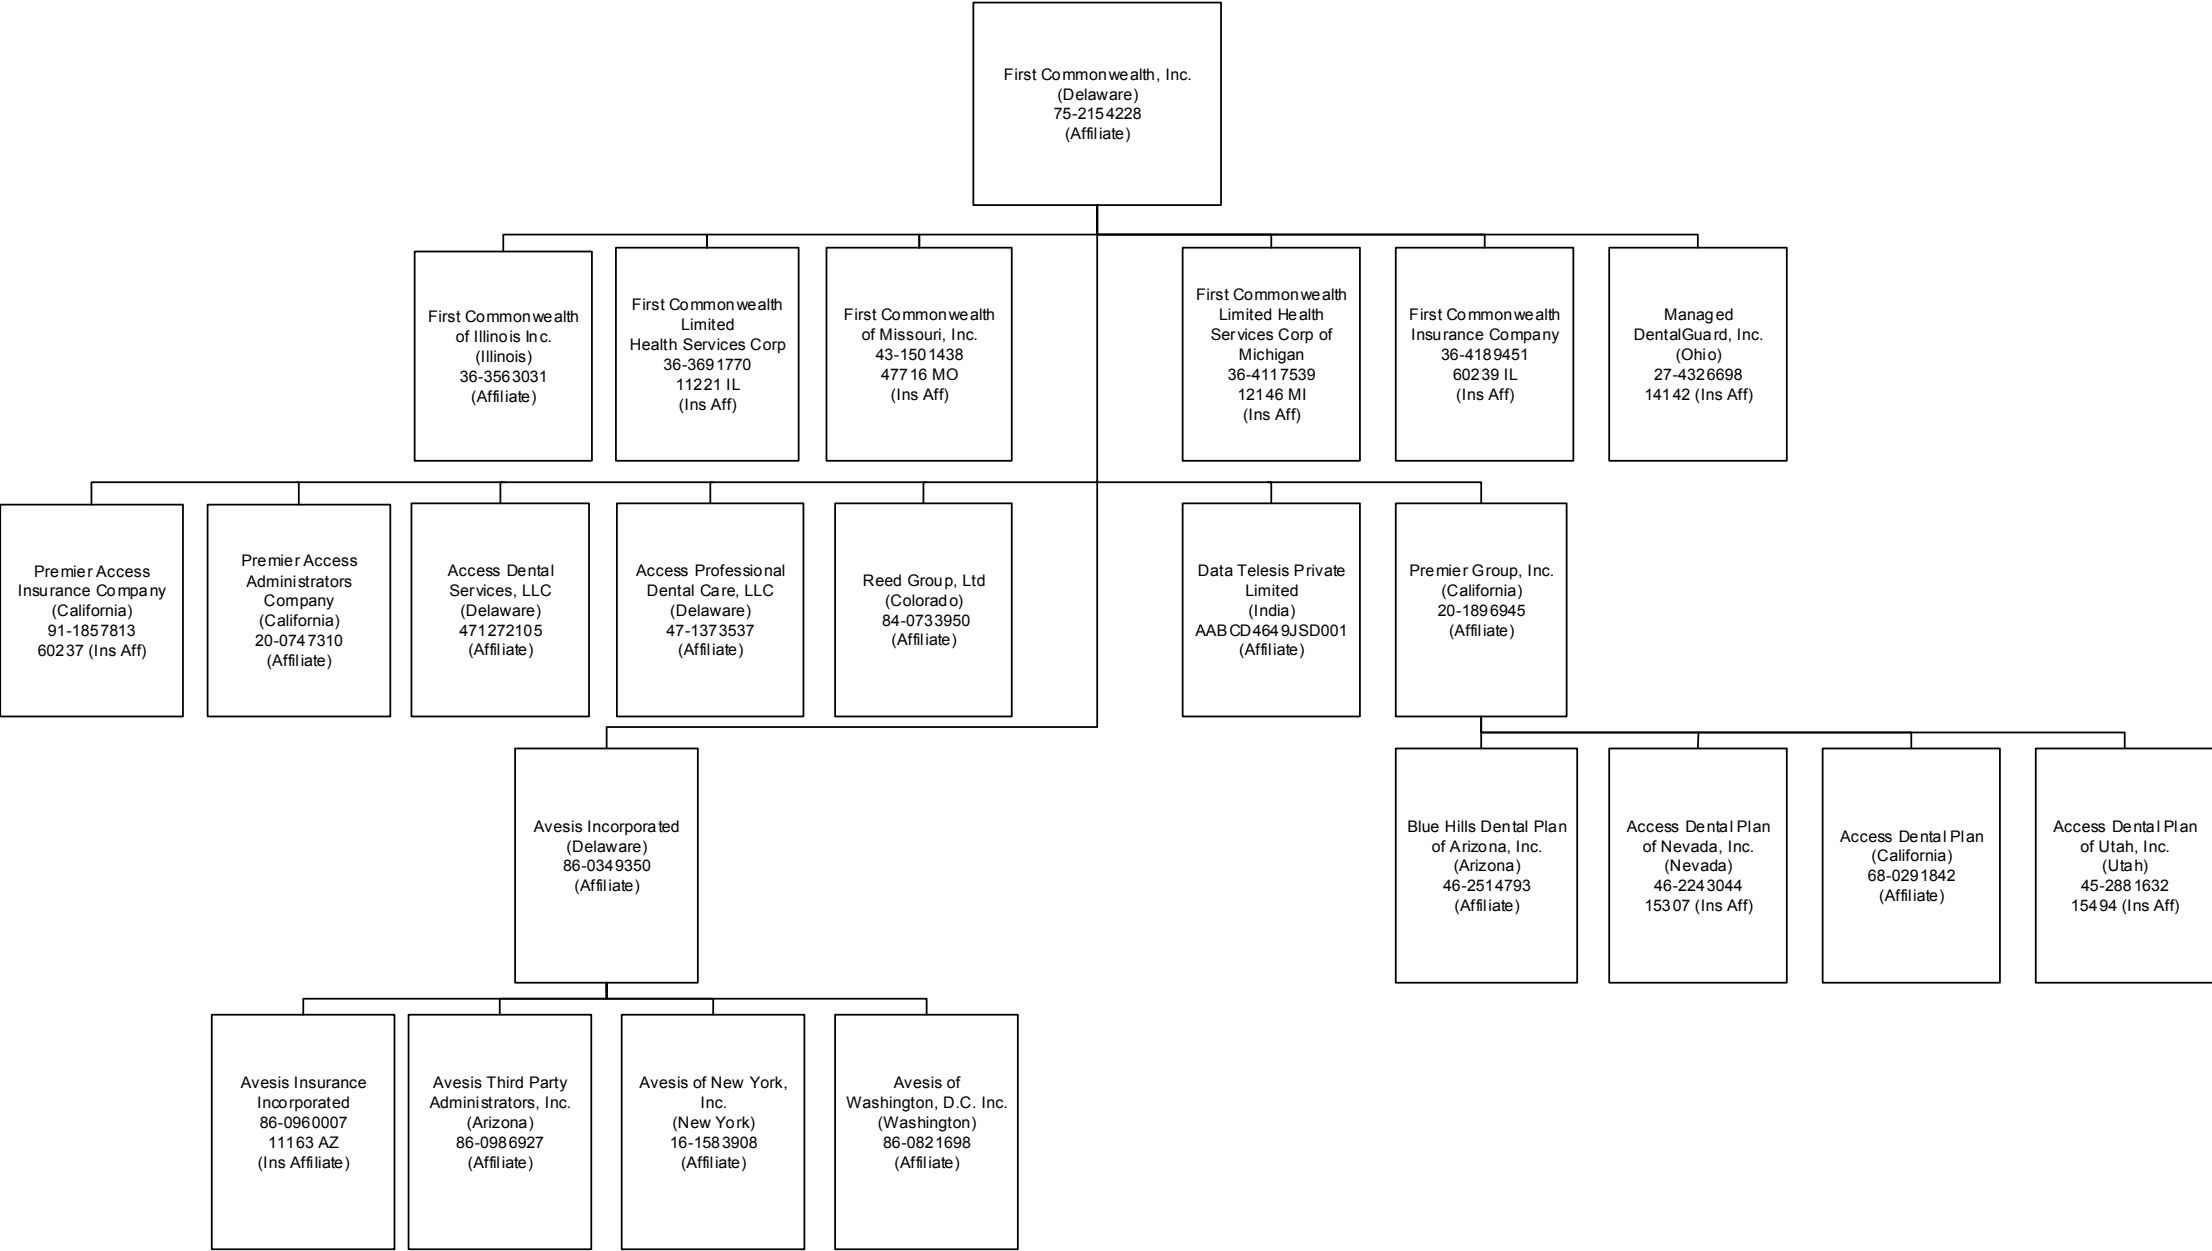 First Commonwealth, Inc.
(Delaware)
75-2154228
(Affiliate)
First Commonwealth
of Illinois Inc.
(Illinois)
36-3563031
(Affiliate)
First Commonwealth
Limited
Health Services Corp
36-3691770
11221 IL
(Ins Aff)
First Commonwealth
of Missouri, Inc.
43-1501438
47716 MO
(Ins Aff)
First Commonwealth
Limited Health
Services Corp of
Michigan
36-4117539
12146 MI
(Ins Aff)
First Commonwealth
Insurance Company
36-4189451
60239 IL
(Ins Aff)
Managed
DentalGuard, Inc.
(Ohio)
27-4326698
14142 (Ins Aff)
Premier Access
Insurance Company
(California)
91-1857813
60237 (Ins Aff)
Premier Access
Administrators
Company
(California)
20-0747310
(Affiliate)
Access Dental
Services, LLC
(Delaware)
471272105
(Affiliate)
Access Professional
Dental Care, LLC
(Delaware)
47-1373537
(Affiliate)
Reed Group, Ltd
(Colorado)
84-0733950
(Affiliate)
Data Telesis Private
Limited
(India)
AABCD4649JSD001
(Affiliate)
Premier Group, Inc.
(California)
20-1896945
(Affiliate)
Avesis Incorporated
(Delaware)
86-0349350
(Affiliate)
Blue Hills Dental Plan
of Arizona, Inc.
(Arizona)
46-2514793
(Affiliate)
Access Dental Plan
of Nevada, Inc.
(Nevada)
46-2243044
15307 (Ins Aff)
Access Dental Plan
(California)
68-0291842
(Affiliate)
Access Dental Plan
of Utah, Inc.
(Utah)
45-2881632
15494 (Ins Aff)
Avesis Insurance
Incorporated
86-0960007
11163 AZ
(Ins Affiliate)
Avesis Third Party
Administrators, Inc.
(Arizona)
86-0986927
(Affiliate)
Avesis of New York,
Inc.
(New York)
16-1583908
(Affiliate)
Avesis of
Washington, D.C. Inc.
(Washington)
86-0821698
(Affiliate)